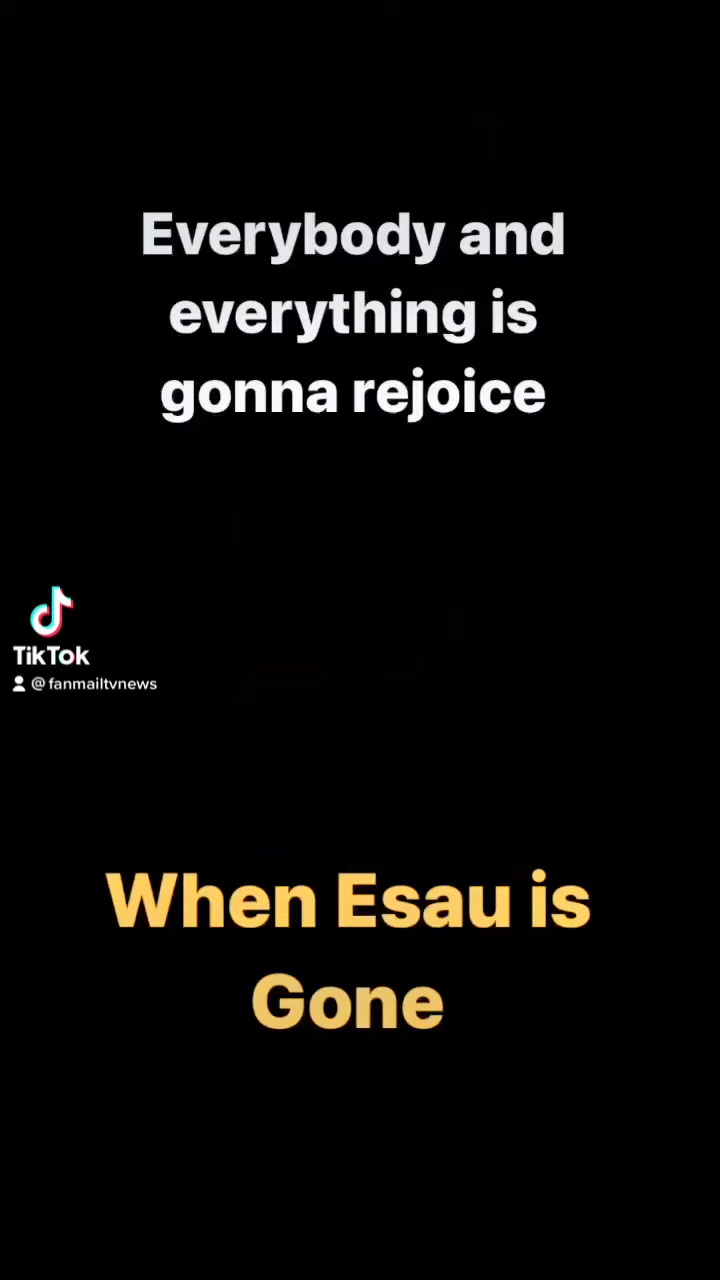 Everybody and
everything is
gonna rejoice
TikTok
@fanmailtvnews
When Esau is
Gone